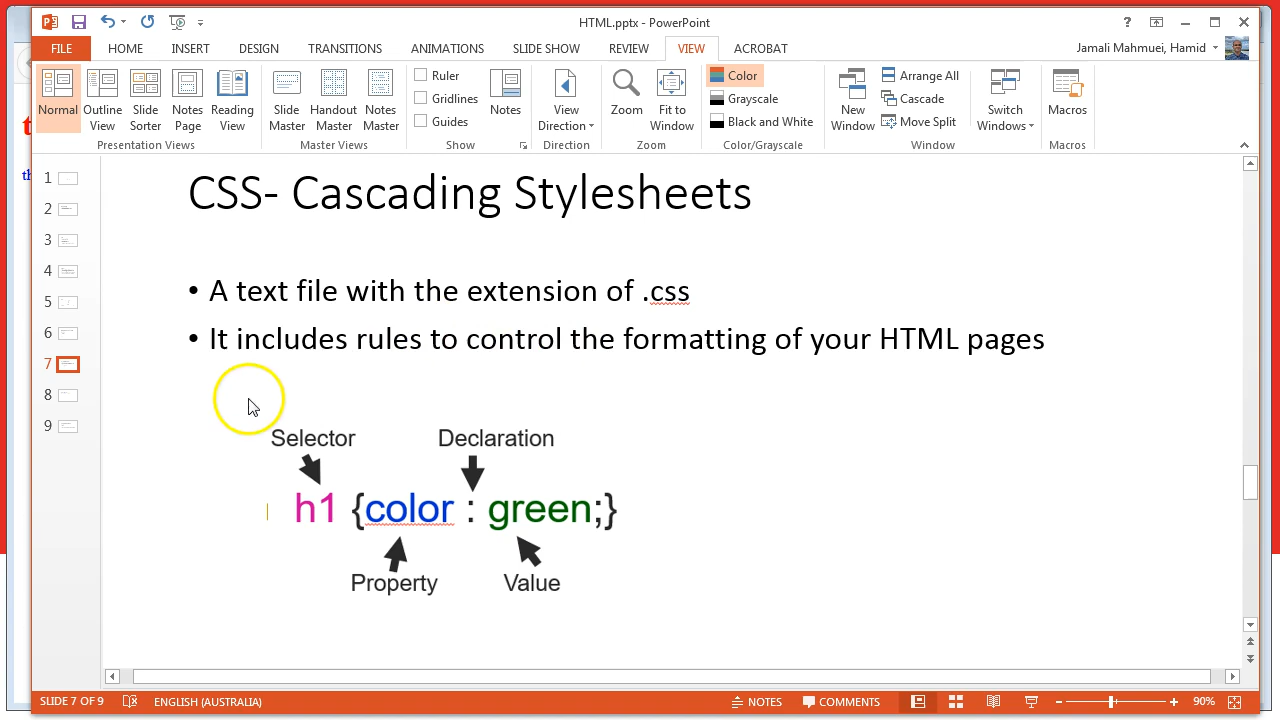 HTML.pptx - PowerPoint
FILE HOME INSERT DESIGN TRANSITIONS ANIMATIONS SLIDE SHOW REVIEW VIEW ACROBAT
Jamali Mahmuei, Hamid
Normal
Outline View
Slide Sorter
Notes Page
Reading View
Presentation Views
Slide Master
Handout Master
Notes Master
Master Views
Ruler
Gridlines
Guides
Notes
Show
View Direction
Direction
Zoom
Fit to Window
Zoom
Color
Grayscale
Black and White
Color/Grayscale
New Window
Arrange All
Cascade
Move Split
Switch Windows
Window
Macros
Macros
1
2
3
4
5
6
7
8
9
CSS- Cascading Stylesheets
• A text file with the extension of .css
• It includes rules to control the formatting of your HTML pages
Selector Declaration
h1 {color : green;}
Property Value
SLIDE 7 OF 9 ENGLISH (AUSTRALIA) NOTES COMMENTS 90%